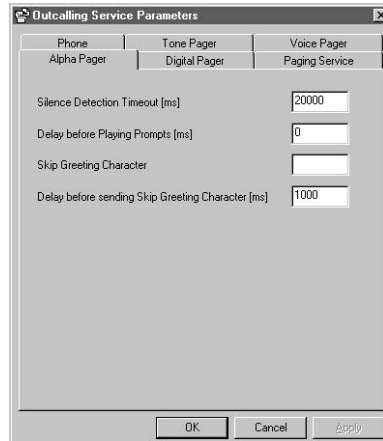 Outcalling Service Parameters
Phone Tone Pager Voice Pager
Alpha Pager Digital Pager Paging Service
Silence Detection Timeout [ms] 20000
Delay before Playing Prompts [ms] 0
Skip Greeting Character
Delay before sending Skip Greeting Character [ms] 1000
OK Cancel Apply